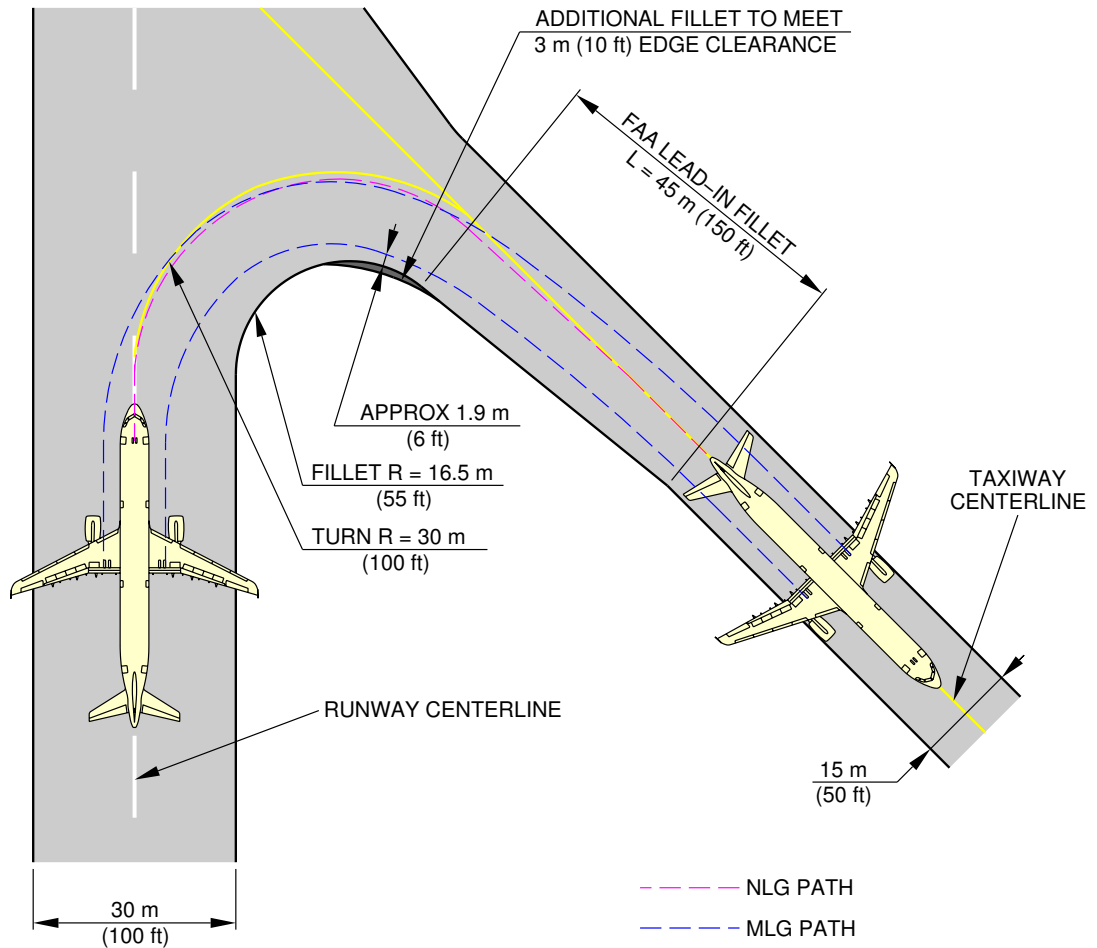 ADDITIONAL FILLET TO MEET
3 m (10 ft) EDGE CLEARANCE
FAA LEAD–IN FILLET
L = 45 m (150 ft)
APPROX 1.9 m
(6 ft)
FILLET R = 16.5 m
(55 ft)
TURN R = 30 m
(100 ft)
TAXIWAY
CENTERLINE
RUNWAY CENTERLINE
15 m
(50 ft)
30 m
(100 ft)
NLG PATH
MLG PATH